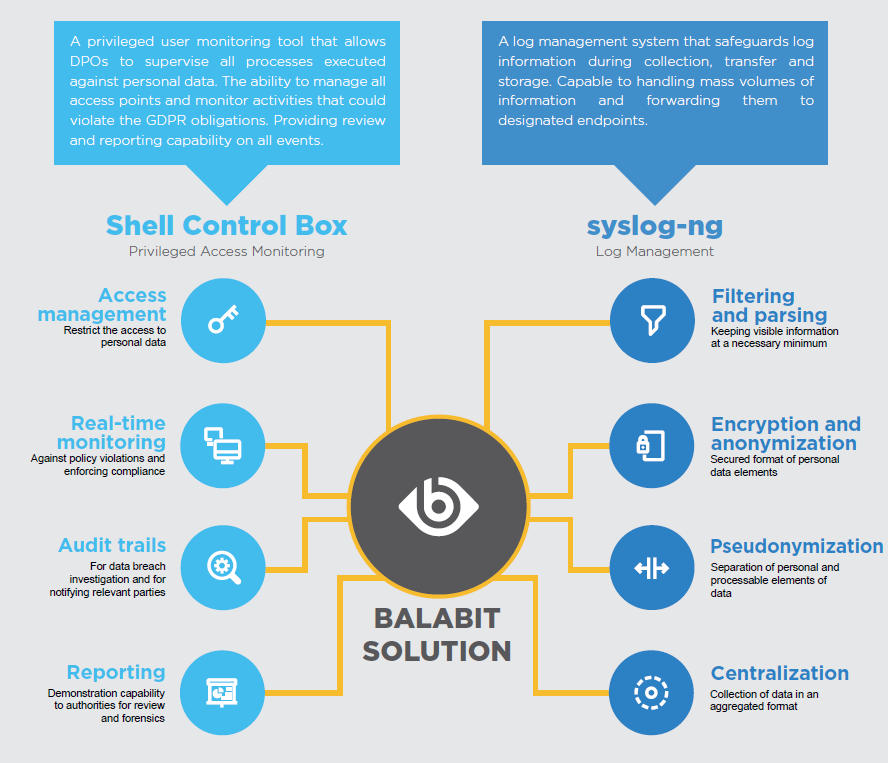 A privileged user monitoring tool that allows
DPOs to supervise all processes executed
against personal data. The ability to manage all
access points and monitor activities that could
violate the GDPR obligations. Providing review
and reporting capability on all events.
A log management system that safeguards log
information during collection, transfer and
storage. Capable to handling mass volumes of
information and forwarding them to
designated endpoints.
Shell Control Box
Privileged Access Monitoring
syslog-ng
Log Management
Access
management
Restrict the access to
personal data
Filtering
and parsing
Keeping visible information
at a necessary minimum
Real-time
monitoring
Against policy violations and
enforcing compliance
Encryption and
anonymization
Secured format of personal
data elements
Audit trails
For data breach
investigation and for
notifying relevant parties
Pseudonymization
Separation of personal and
processable elements of
data
BALABIT
SOLUTION
Reporting
Demonstration capability
to authorities for review
and forensics
Centralization
Collection of data in an
aggregated format